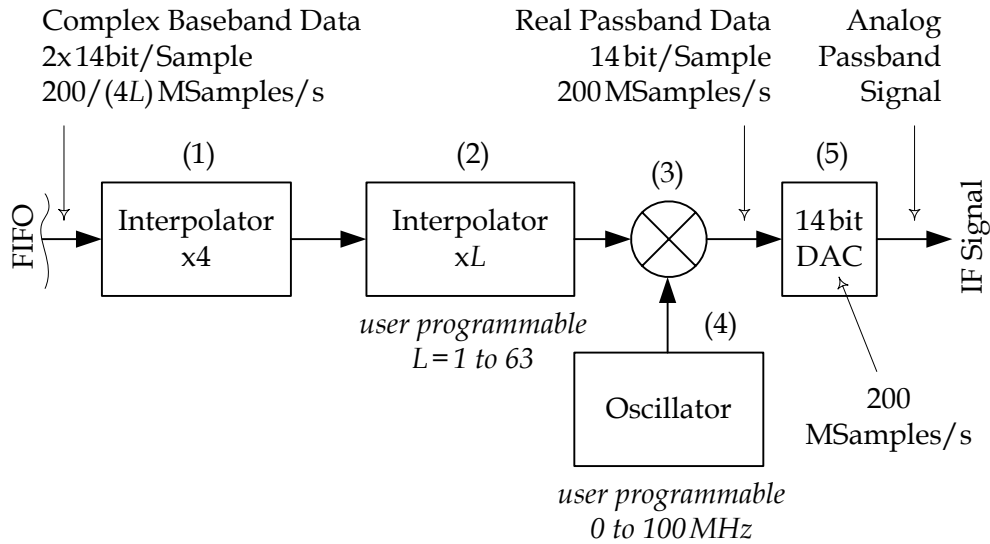 Complex Baseband Data
2x14bit/Sample
200/(4L) MSamples/s
Real Passband Data
14bit/Sample
200MSamples/s
Analog
Passband
Signal
(1)
(2)
(3)
(5)
FIFO
Interpolator
x4
Interpolator
xL
14bit
DAC
IF Signal
user programmable
L=1 to 63
(4)
Oscillator
200
MSamples/s
user programmable
0 to 100MHz